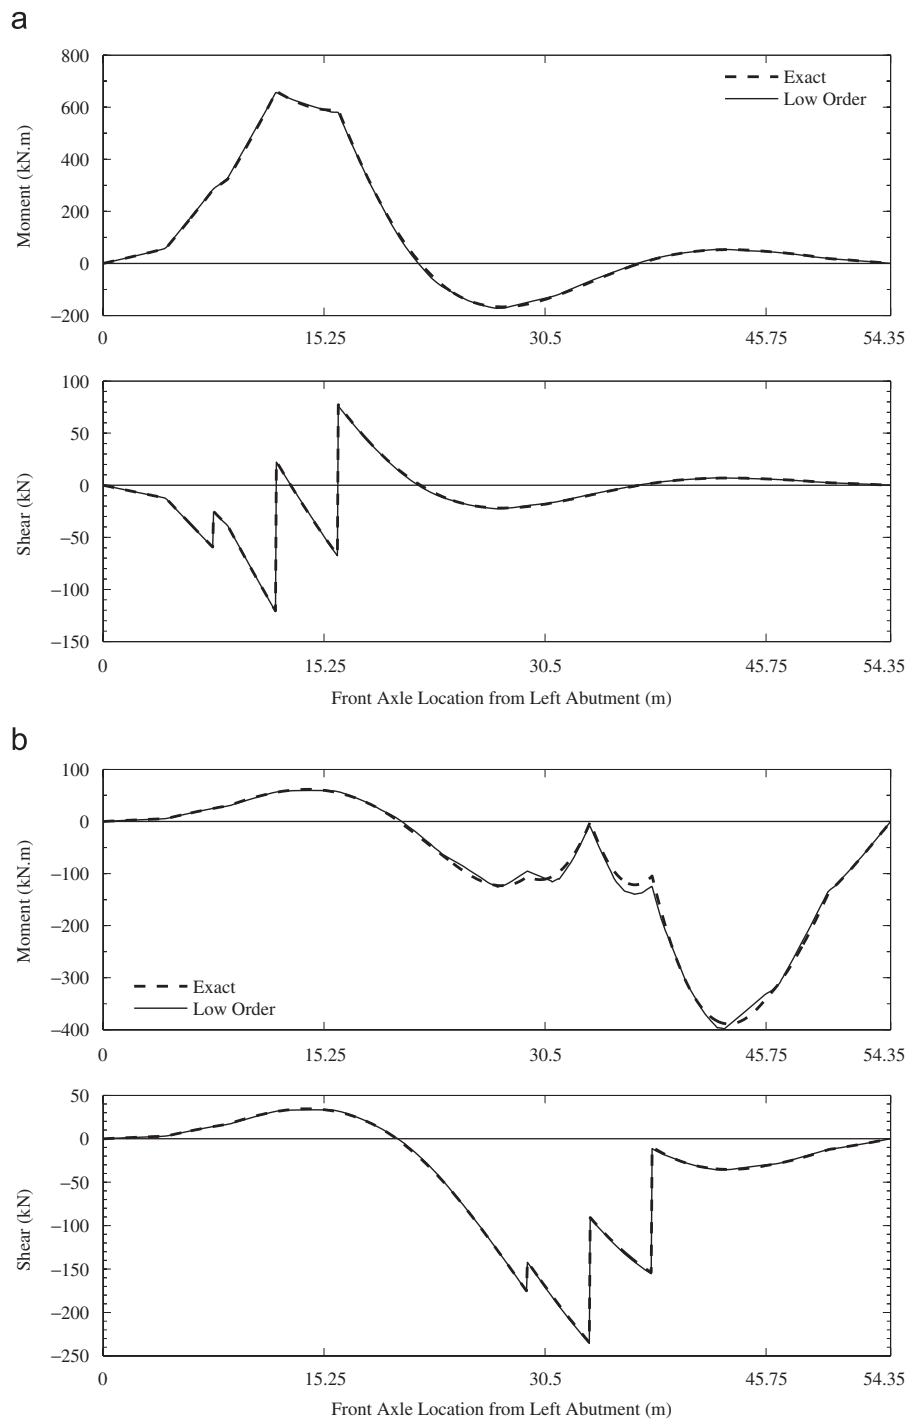 a
800
600
400
200
0
−200
Moment (kN.m)
Exact
Low Order
0 15.25 30.5 45.75 54.35
100
50
0
−50
−100
−150
Shear (kN)
0 15.25 30.5 45.75 54.35
Front Axle Location from Left Abutment (m)
b
100
0
−100
−200
−300
−400
Moment (kN.m)
Exact
Low Order
0 15.25 30.5 45.75 54.35
50
0
−50
−100
−150
−200
−250
Shear (kN)
0 15.25 30.5 45.75 54.35
Front Axle Location from Left Abutment (m)